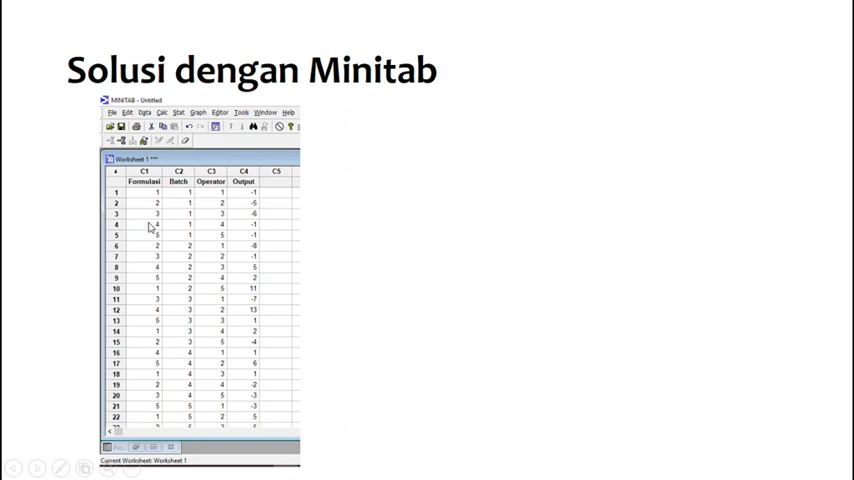 Solusi dengan Minitab
MINITAB - Untitled
File Edit Data Calc Stat Graph Editor Tools Window Help
Worksheet 1 ***
C1 C2 C3 C4 C5
Formulasi Batch Operator Output
1 1 1 1 -1
2 2 1 2 -5
3 3 1 3 -6
4 4 1 4 -1
5 5 1 5 -1
6 2 2 1 -8
7 3 2 2 -1
8 4 2 3 5
9 5 2 4 2
10 1 2 5 11
11 3 3 1 -7
12 4 3 2 13
13 5 3 3 1
14 1 3 4 2
15 2 3 5 -4
16 4 4 1 1
17 5 4 2 6
18 1 4 3 1
19 2 4 4 -2
20 3 4 5 -3
21 5 5 1 -3
22 1 5 2 5
Current Worksheet: Worksheet 1